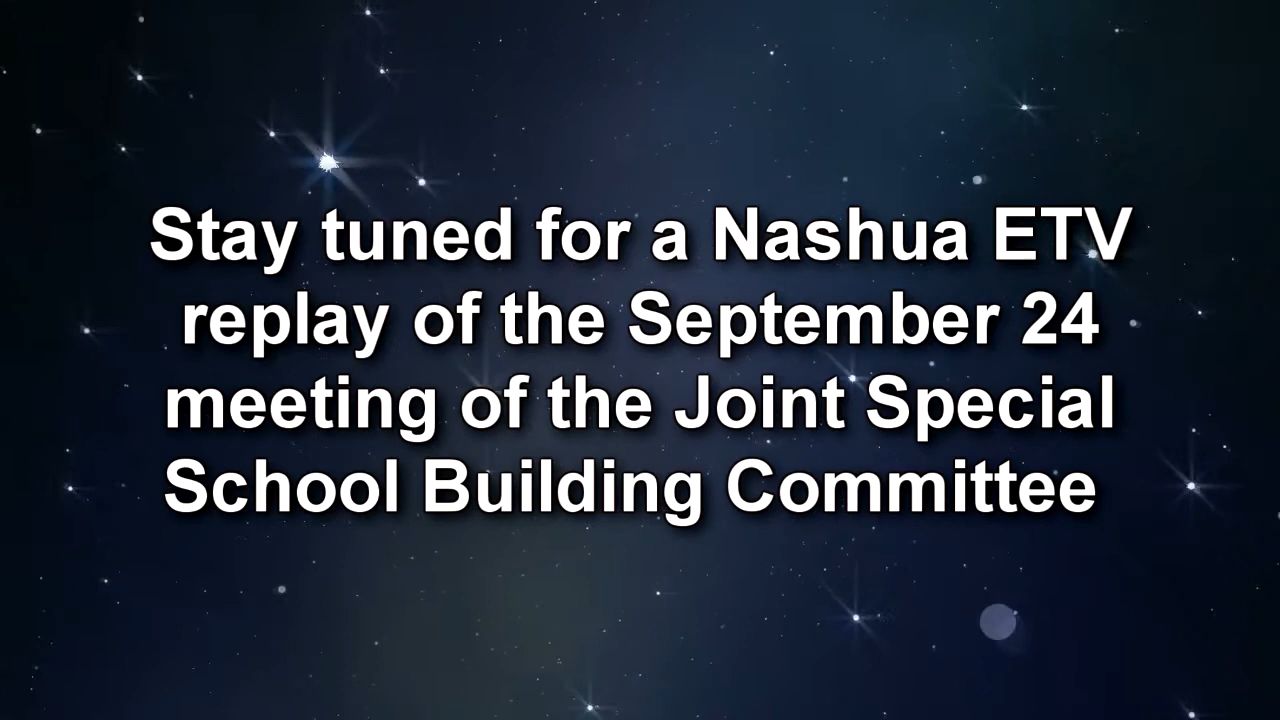 Stay tuned for a Nashua ETV
replay of the September 24
meeting of the Joint Special
School Building Committee